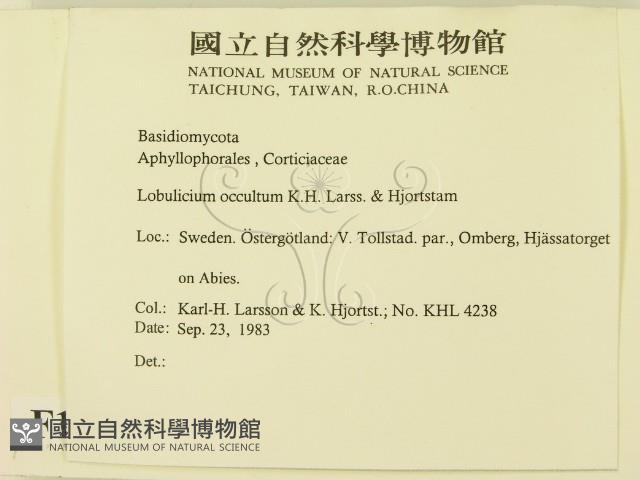 國立自然科學博物館
NATIONAL MUSEUM OF NATURAL SCIENCE
TAICHUNG, TAIWAN, R.O.CHINA
Basidiomycota
Aphyllophorales , Corticiaceae
Lobulicium occultum K.H. Larss. & Hjortstam
Loc.: Sweden. Östergötland: V. Tollstad. par., Omberg, Hjässatorget
on Abies.
Col.: Karl-H. Larsson & K. Hjortst.; No. KHL 4238
Date: Sep. 23, 1983
Det.:
國立自然科學博物館
NATIONAL MUSEUM OF NATURAL SCIENCE